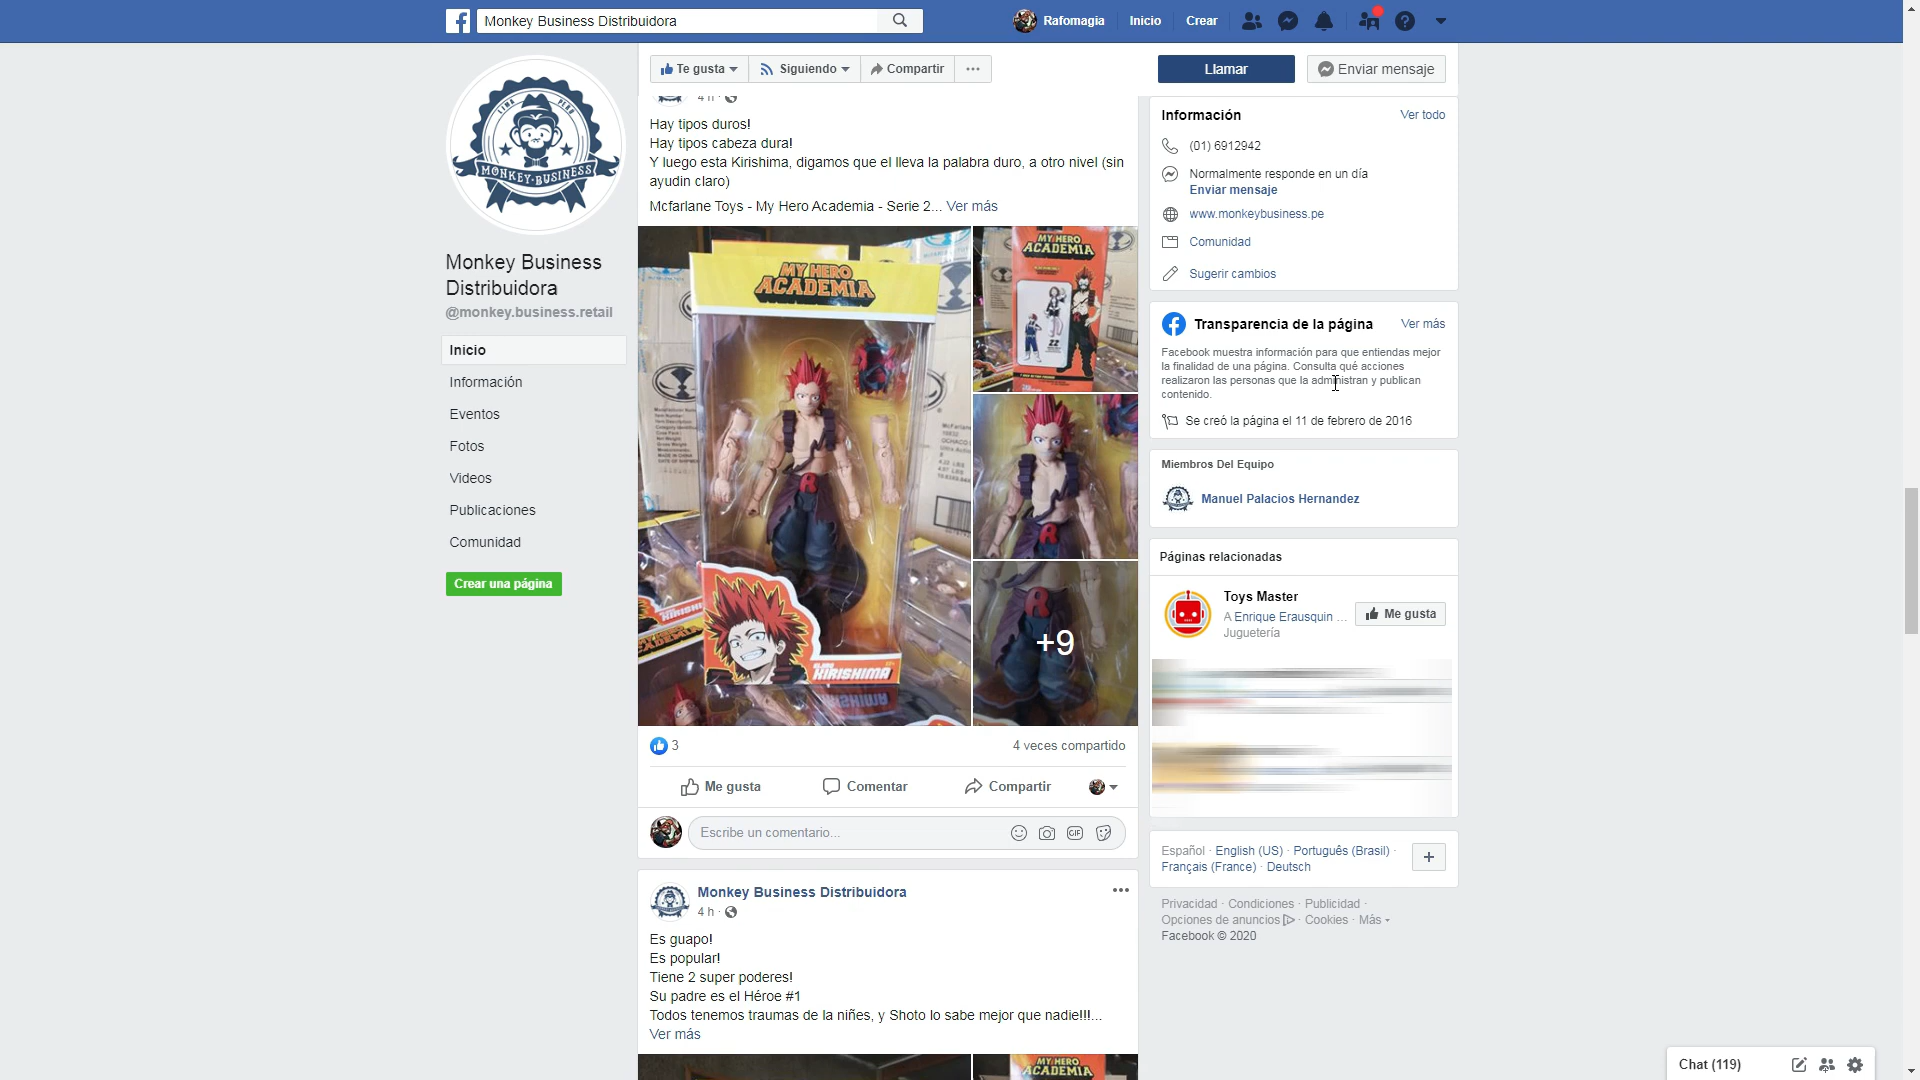 Monkey Business Distribuidora
Rafomagia
Inicio
Crear
Te gusta
Siguiendo
Compartir
Llamar
Enviar mensaje
LIMA PERÚ
MONKEY-BUSINESS
Monkey Business
Distribuidora
@monkey.business.retail
Inicio
Información
Eventos
Fotos
Videos
Publicaciones
Comunidad
Crear una página
4 h ·
Hay tipos duros!
Hay tipos cabeza dura!
Y luego esta Kirishima, digamos que el lleva la palabra duro, a otro nivel (sin
ayudin claro)
Mcfarlane Toys - My Hero Academia - Serie 2... Ver más
MY HERO
ACADEMIA
KIRISHIMA
MY HERO
ACADEMIA
+9
3
4 veces compartido
Me gusta
Comentar
Compartir
Escribe un comentario...
GIF
Monkey Business Distribuidora
4 h ·
Es guapo!
Es popular!
Tiene 2 super poderes!
Su padre es el Héroe #1
Todos tenemos traumas de la niñes, y Shoto lo sabe mejor que nadie!!!...
Ver más
MY HERO
ACADEMIA
Información
Ver todo
(01) 6912942
Normalmente responde en un día
Enviar mensaje
www.monkeybusiness.pe
Comunidad
Sugerir cambios
Transparencia de la página
Ver más
Facebook muestra información para que entiendas mejor
la finalidad de una página. Consulta qué acciones
realizaron las personas que la administran y publican
contenido.
Se creó la página el 11 de febrero de 2016
Miembros Del Equipo
Manuel Palacios Hernandez
Páginas relacionadas
Toys Master
A Enrique Erausquin ...
Juguetería
Me gusta
Español · English (US) · Português (Brasil) ·
Français (France) · Deutsch
Privacidad · Condiciones · Publicidad ·
Opciones de anuncios · Cookies · Más
Facebook © 2020
Chat (119)